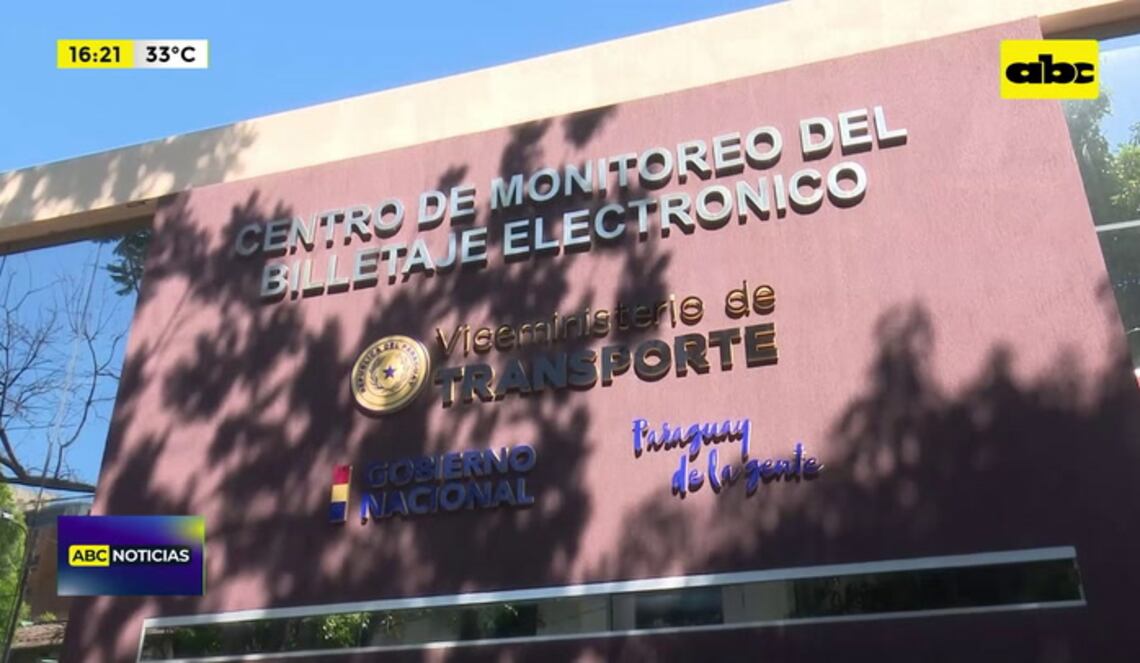 16:21 33°C
abc
CENTRO DE MONITOREO DEL
BILLETAJE ELECTRONICO
Viceministerio de
TRANSPORTE
GOBIERNO
NACIONAL
Paraguay
de la gente
ABC NOTICIAS